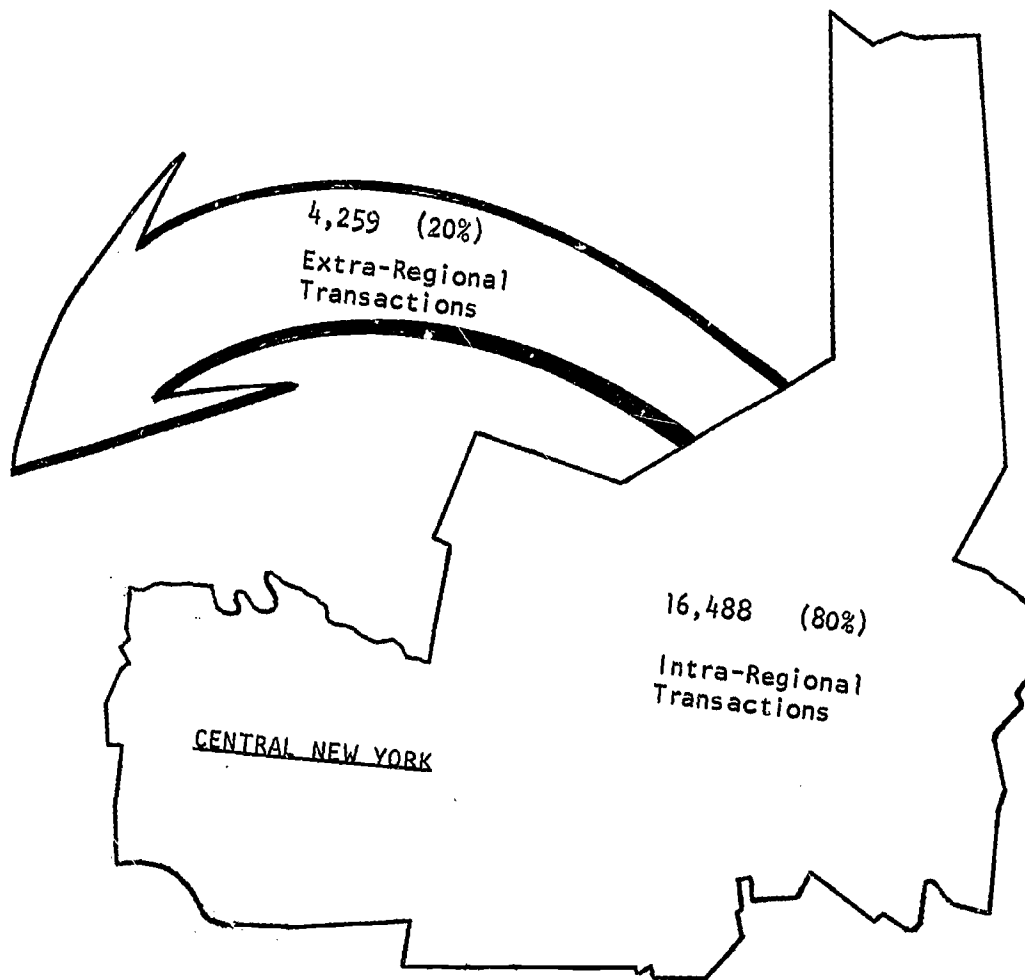 4,259 (20%)
Extra-Regional
Transactions
16,488 (80%)
Intra-Regional
Transactions
CENTRAL NEW YORK